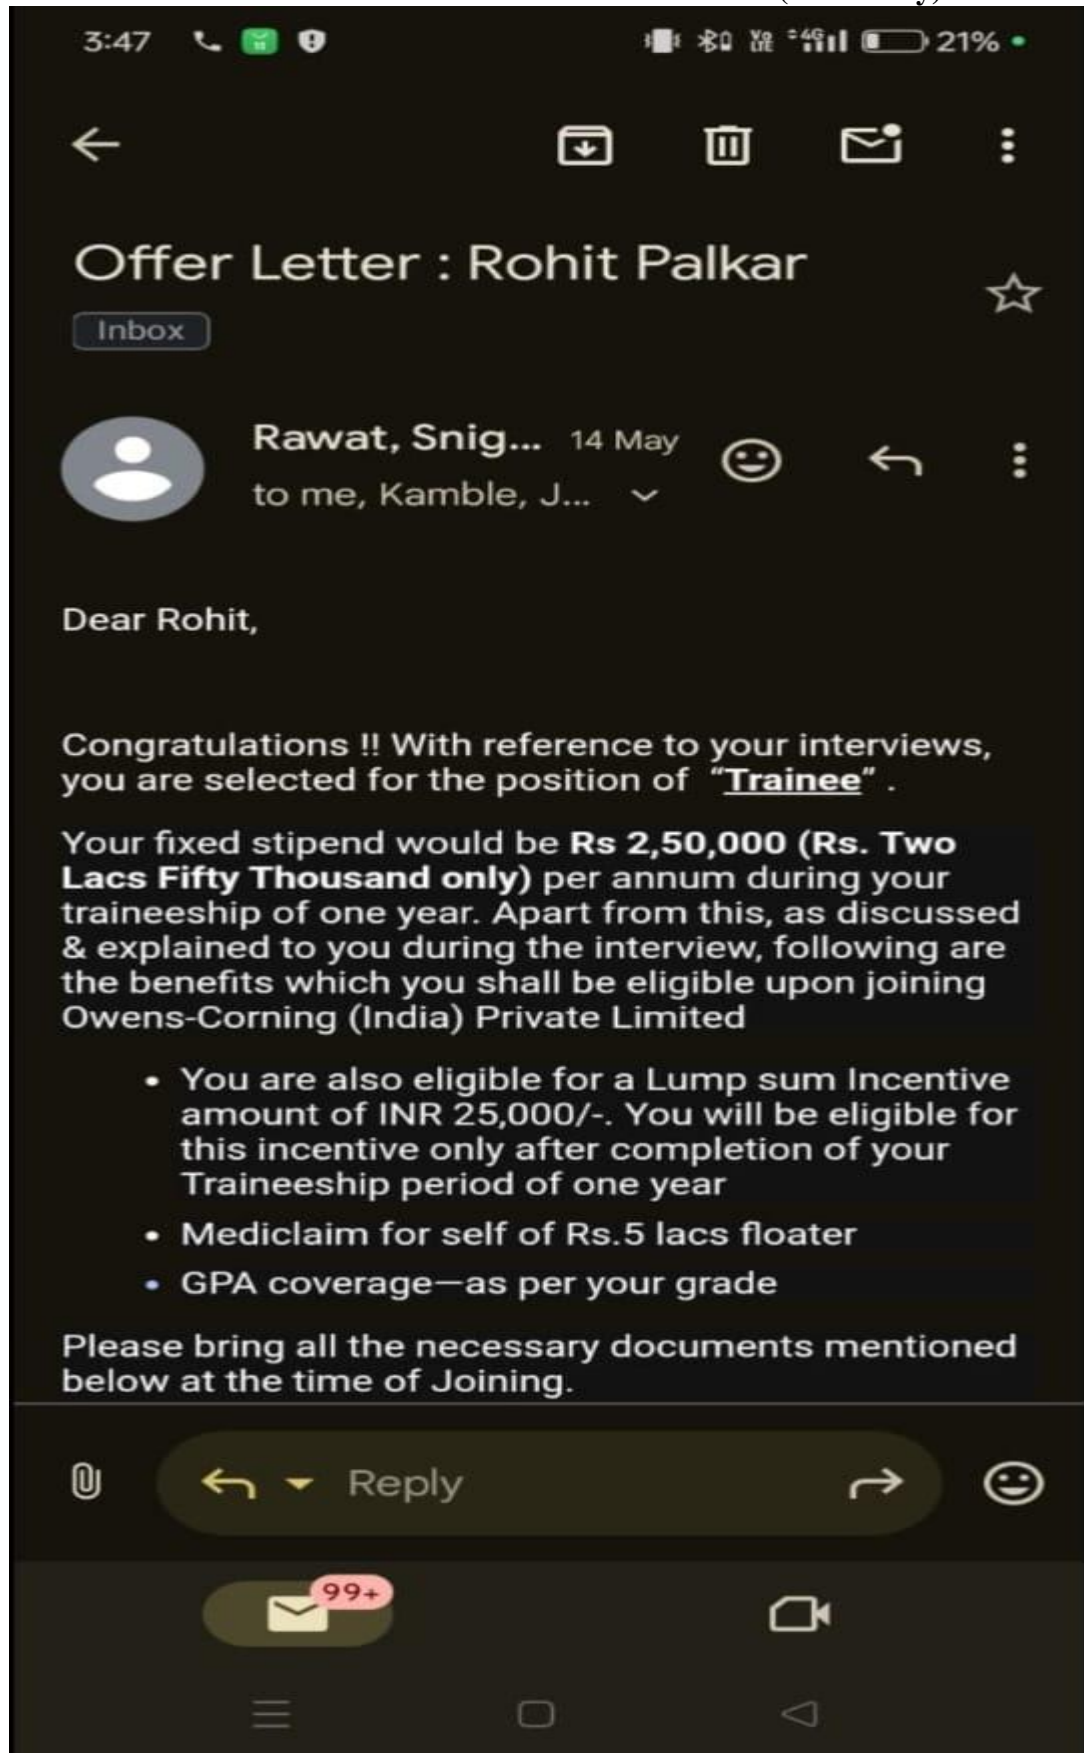 3:47 Vo LTE 4G 21%
Offer Letter : Rohit Palkar
Inbox
Rawat, Snig... 14 May
to me, Kamble, J...
Dear Rohit,
Congratulations !! With reference to your interviews,
you are selected for the position of “Trainee” .
Your fixed stipend would be Rs 2,50,000 (Rs. Two
Lacs Fifty Thousand only) per annum during your
traineeship of one year. Apart from this, as discussed
& explained to you during the interview, following are
the benefits which you shall be eligible upon joining
Owens-Corning (India) Private Limited
• You are also eligible for a Lump sum Incentive
amount of INR 25,000/-. You will be eligible for
this incentive only after completion of your
Traineeship period of one year
• Mediclaim for self of Rs.5 lacs floater
• GPA coverage—as per your grade
Please bring all the necessary documents mentioned
below at the time of Joining.
Reply
99+